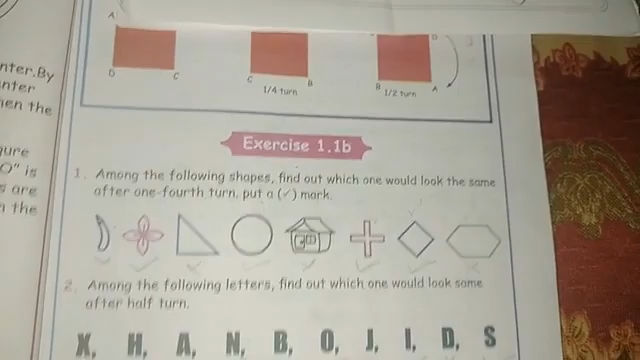 A
D C
C B
1/4 turn
D
B A
1/2 turn
nter.By
nter
en the
gure
O" is
s are
n the
Exercise 1.1b
1. Among the following shapes, find out which one would look the same
after one-fourth turn, put a (✓) mark.
2. Among the following letters, find out which one would look same
after half turn.
X, H, A, N, B, O, J, I, D, S